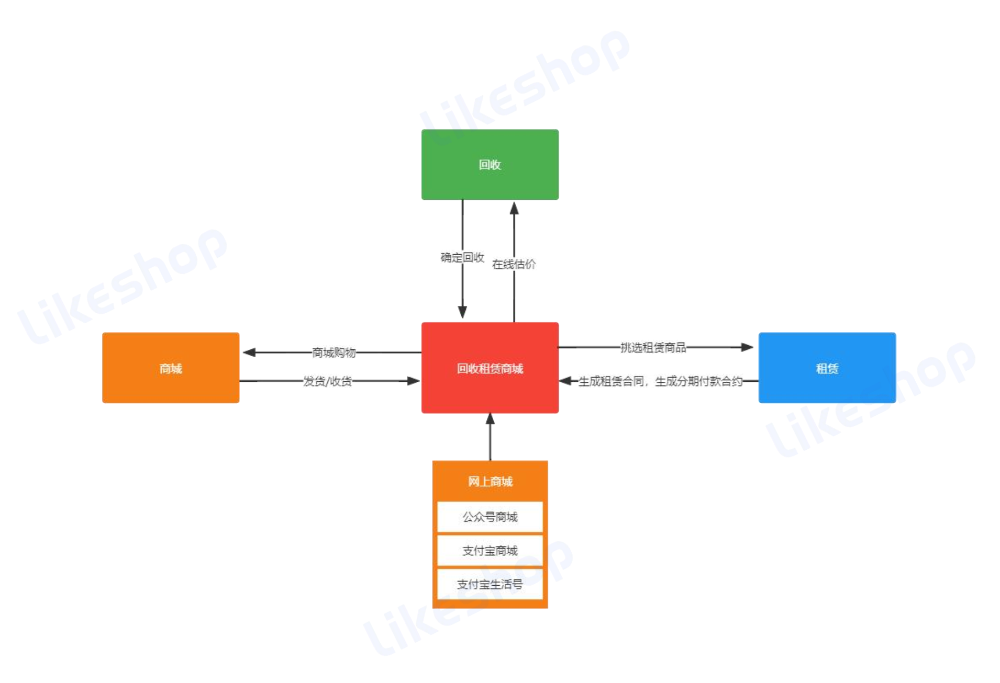 Likeshop
回收
确定回收
在线估价
Likeshop
商城购物
挑选租赁商品
商城
回收租赁商城
租赁
发货/收货
生成租赁合同，生成分期付款合约
Likeshop
网上商城
公众号商城
支付宝商城
支付宝生活号
Likeshop